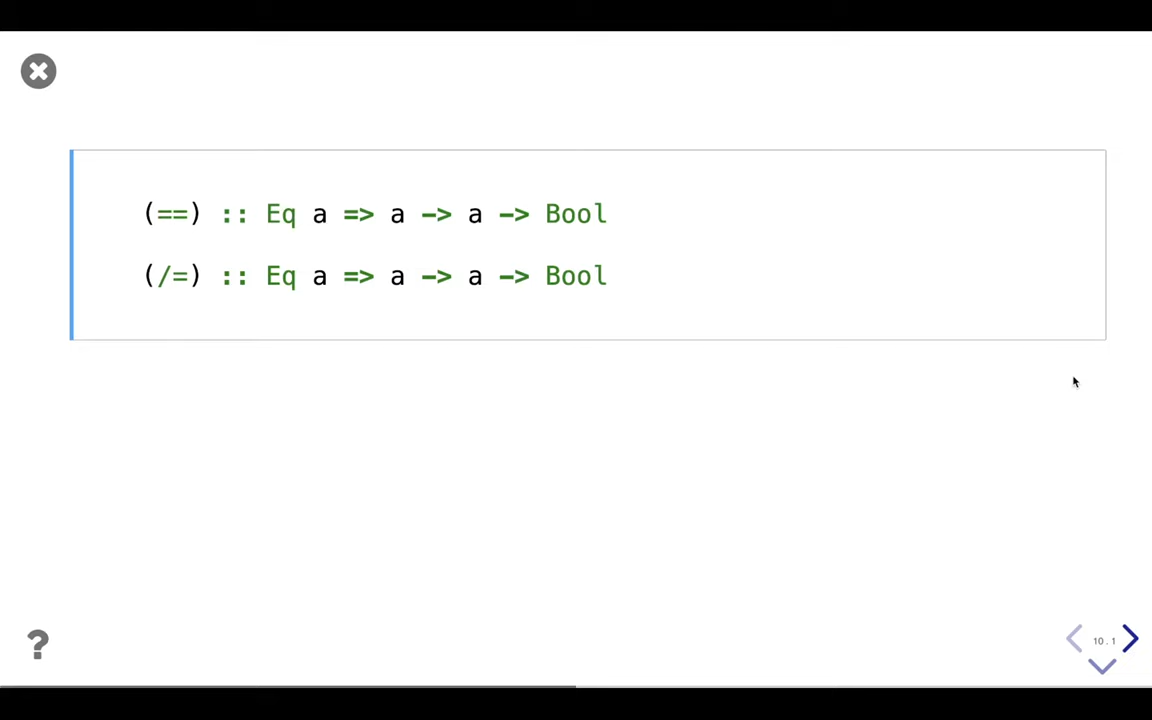 (==) :: Eq a => a -> a -> Bool
(/=) :: Eq a => a -> a -> Bool
?
10.1